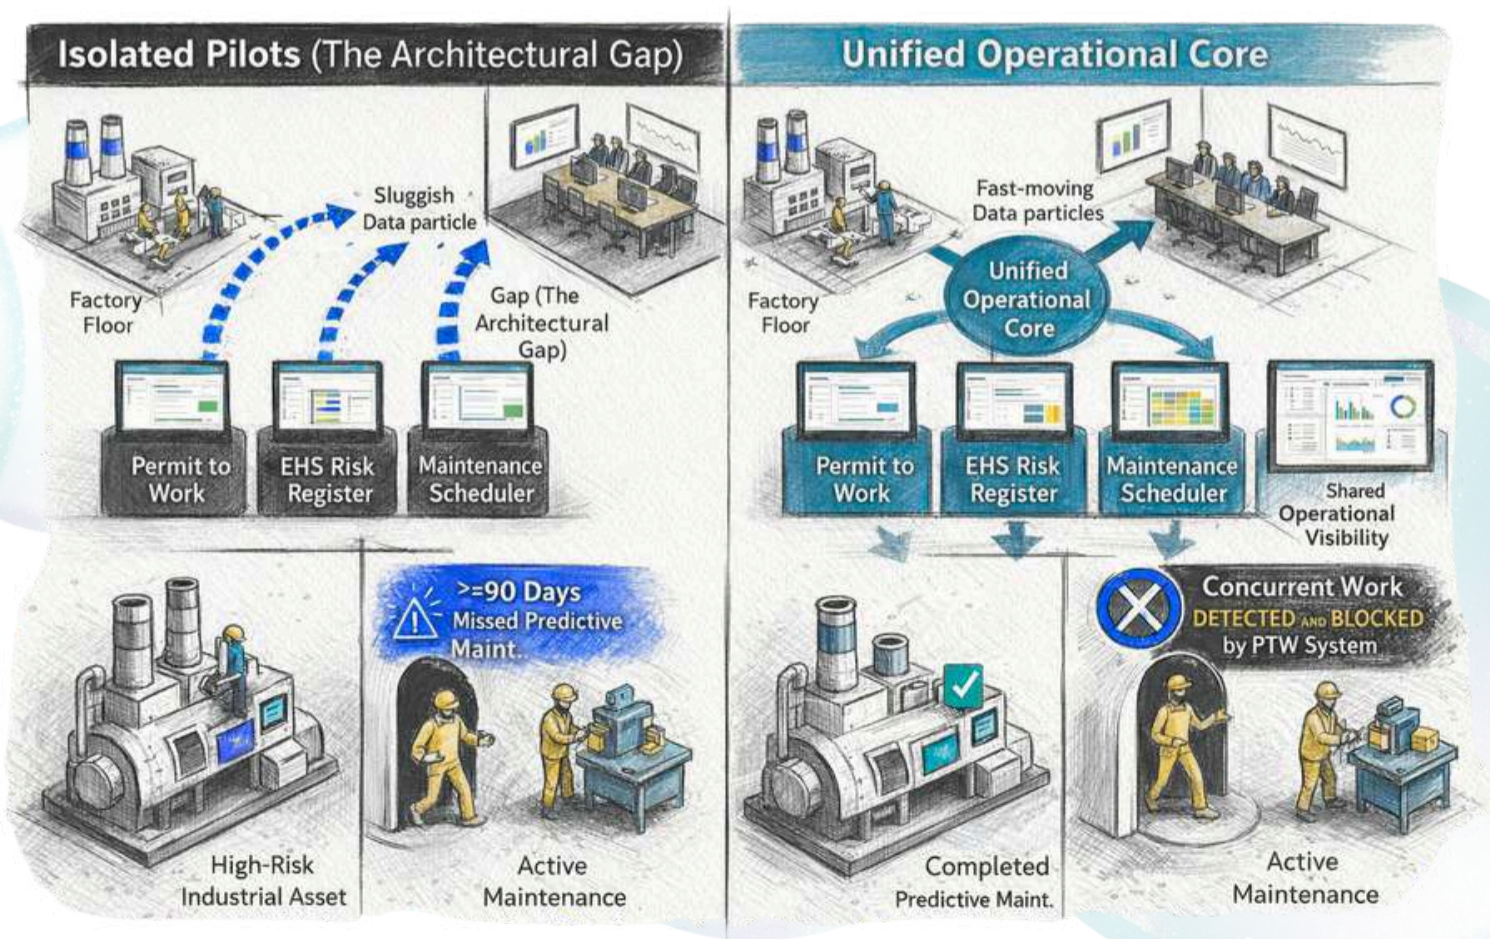 Isolated Pilots (The Architectural Gap)
Sluggish
Data particle
Factory
Floor
Gap (The
Architectural
Gap)
Permit to
Work
EHS Risk
Register
Maintenance
Scheduler
>=90 Days
Missed Predictive
Maint.
High-Risk
Industrial Asset
Active
Maintenance
Unified Operational Core
Fast-moving
Data particles
Factory
Floor
Unified
Operational
Core
Permit to
Work
EHS Risk
Register
Maintenance
Scheduler
Shared
Operational
Visibility
Concurrent Work
DETECTED AND BLOCKED
by PTW System
Completed
Predictive Maint.
Active
Maintenance